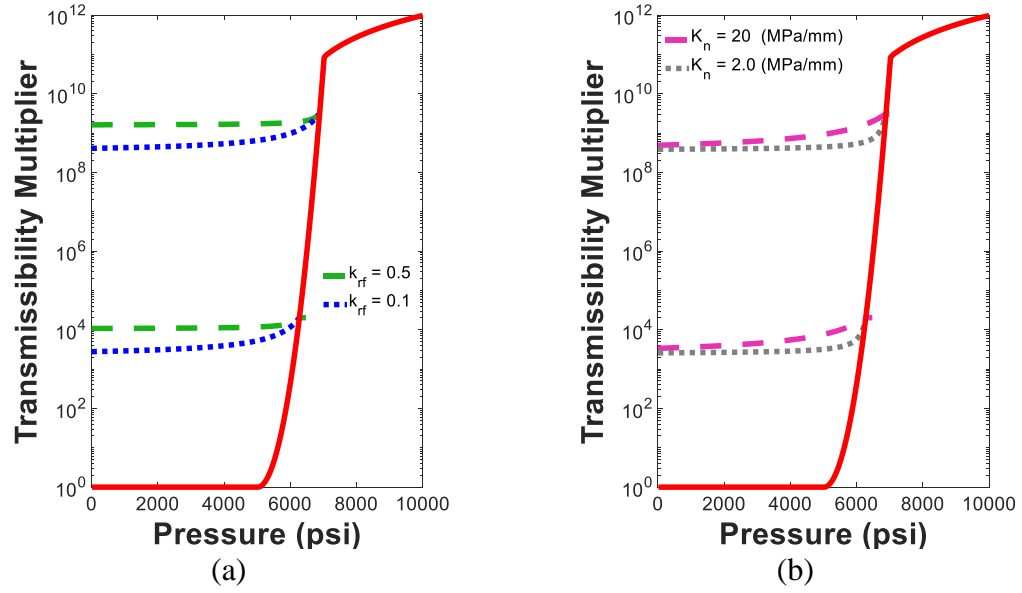 Transmissibility Multiplier
10^12
10^10
10^8
10^6
10^4
10^2
10^0
k_rf = 0.5
k_rf = 0.1
0 2000 4000 6000 8000 10000
Pressure (psi)
(a)
Transmissibility Multiplier
10^12
10^10
10^8
10^6
10^4
10^2
10^0
K_n = 20 (MPa/mm)
K_n = 2.0 (MPa/mm)
0 2000 4000 6000 8000 10000
Pressure (psi)
(b)